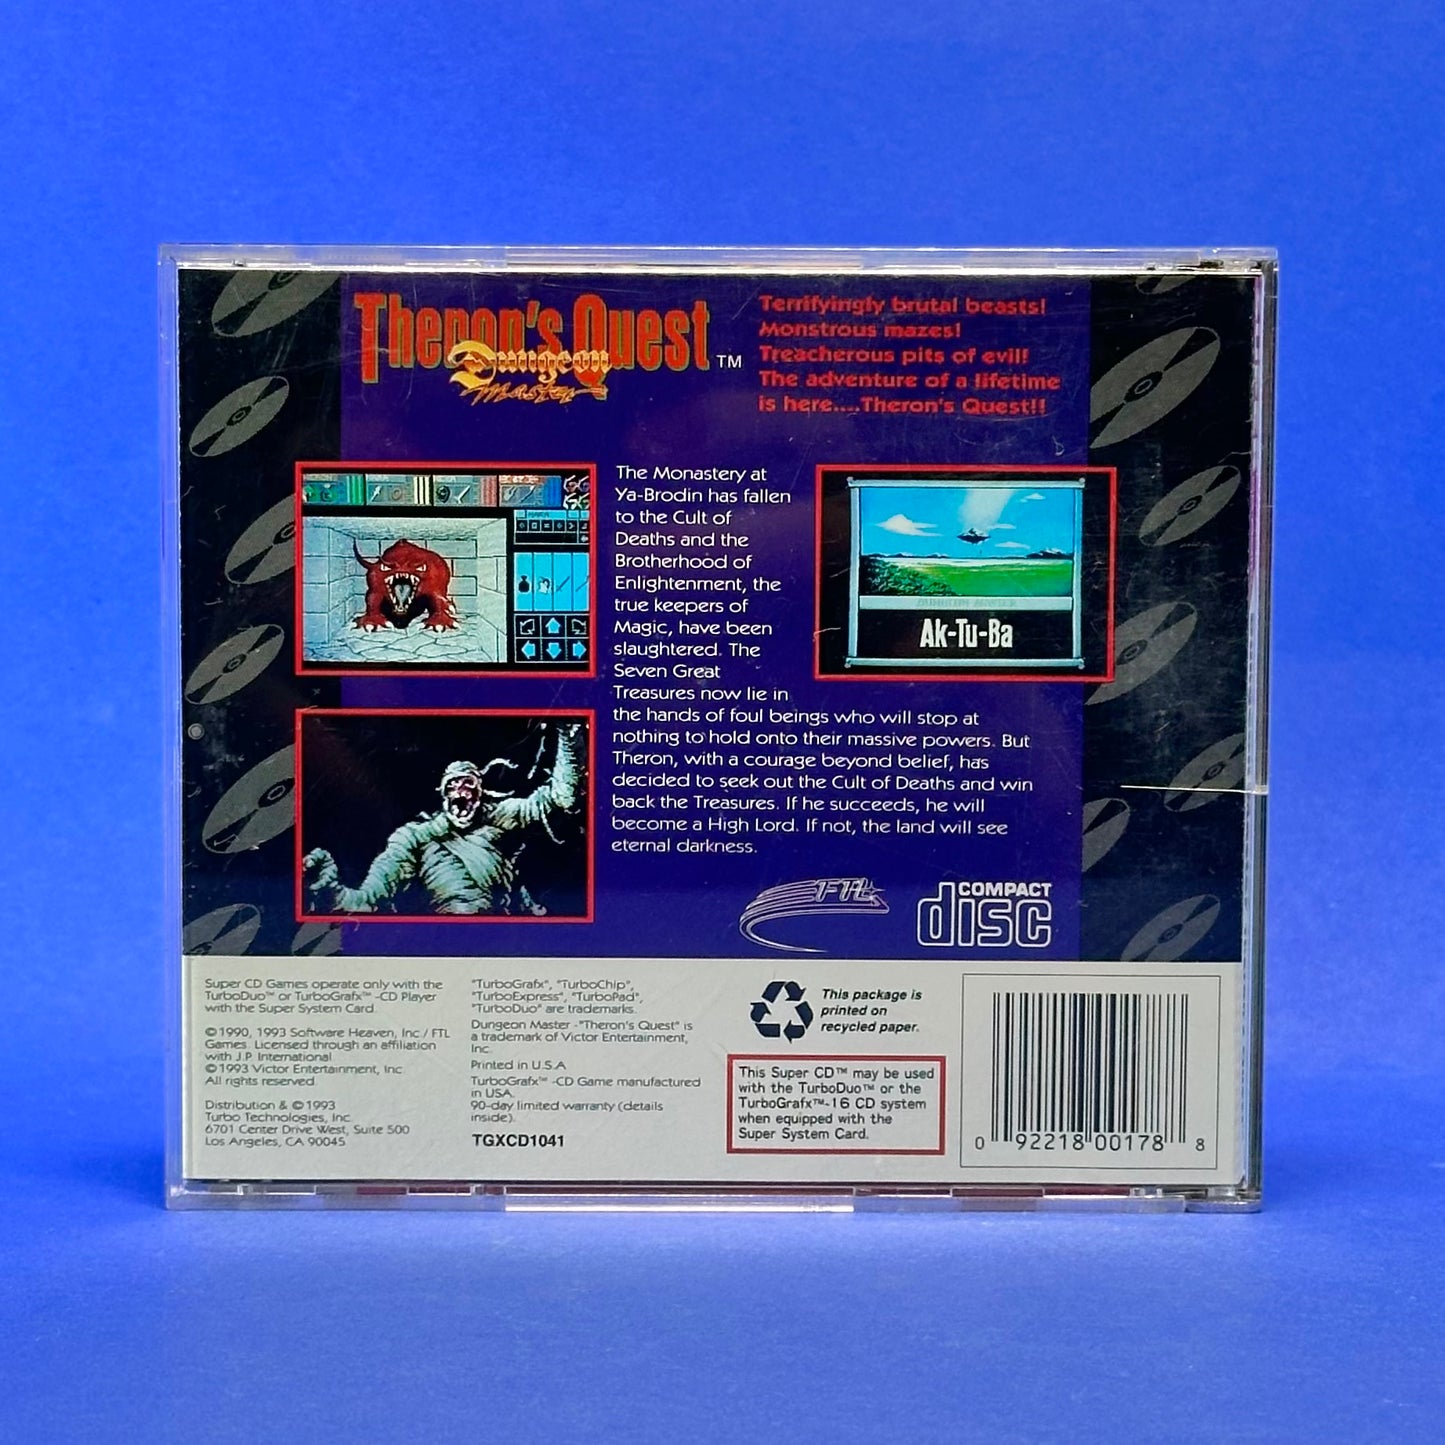 Theron's Quest
Dungeon
Master
TM
Terrifyingly brutal beasts!
Monstrous mazes!
Treacherous pits of evil!
The adventure of a lifetime
is here....Theron's Quest!!
The Monastery at
Ya-Brodin has fallen
to the Cult of
Deaths and the
Brotherhood of
Enlightenment, the
true keepers of
Magic, have been
slaughtered. The
Seven Great
Treasures now lie in
the hands of foul beings who will stop at
nothing to hold onto their massive powers. But
Theron, with a courage beyond belief, has
decided to seek out the Cult of Deaths and win
back the Treasures. If he succeeds, he will
become a High Lord. If not, the land will see
eternal darkness.
DUNGEON MASTER
Ak-Tu-Ba
FTL
COMPACT
disc
Super CD Games operate only with the
TurboDuo™ or TurboGrafx™ -CD Player
with the Super System Card.
© 1990, 1993 Software Heaven, Inc./ FTL
Games. Licensed through an affiliation
with J.P. International
© 1993 Victor Entertainment, Inc
All rights reserved.
Distribution & © 1993
Turbo Technologies, Inc.
6701 Center Drive West, Suite 500
Los Angeles, CA 90045
"TurboGrafx", "TurboChip",
"TurboExpress", "TurboPad",
"TurboDuo" are trademarks.
Dungeon Master -"Theron's Quest" is
a trademark of Victor Entertainment,
Inc.
Printed in U.S.A
TurboGrafx™ -CD Game manufactured
in USA.
90-day limited warranty (details
inside).
TGXCD1041
This package is
printed on
recycled paper.
This Super CD™ may be used
with the TurboDuo™ or the
TurboGrafx™-16 CD system
when equipped with the
Super System Card.
0 92218 00178 8